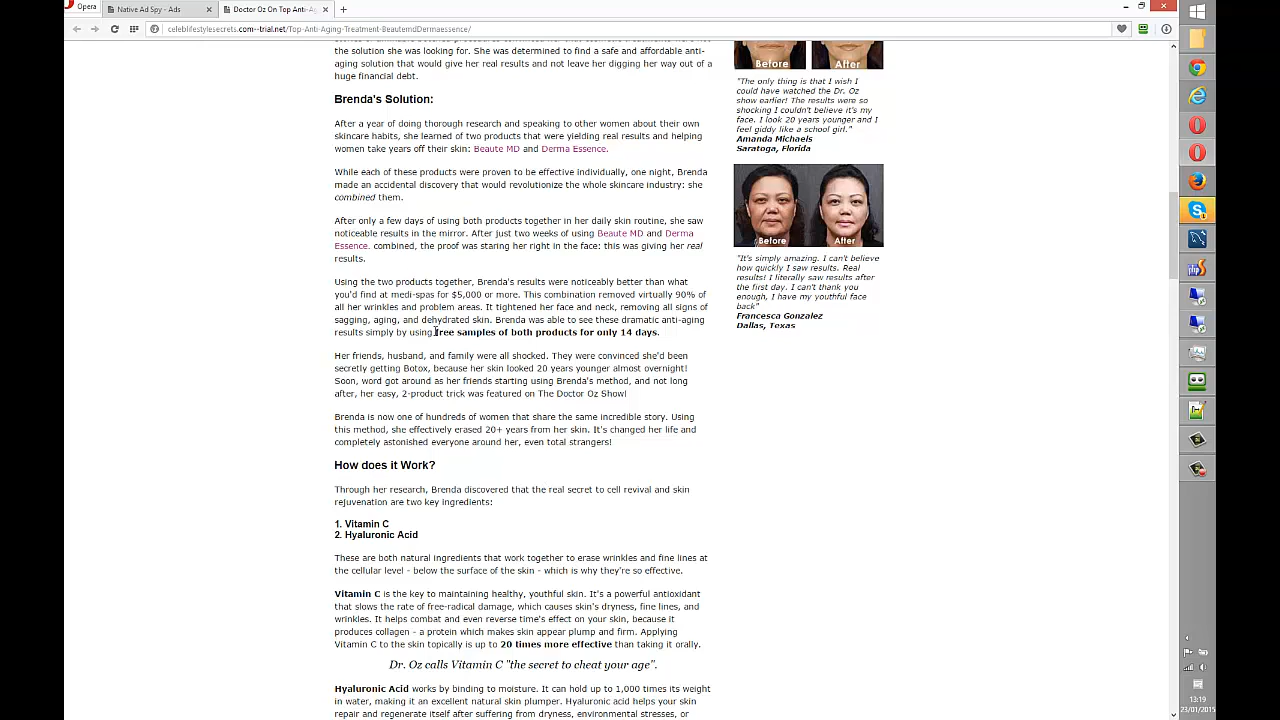 Opera
Native Ad Spy - Ads
Doctor Oz On Top Anti-Ag
celeblifestylesecrets.com--trial.net/Top-Anti-Aging-Treatment-BeautemdDermaessence/
the solution she was looking for. She was determined to find a safe and affordable anti-
aging solution that would give her real results and not leave her digging her way out of a
huge financial debt.
Brenda's Solution:
After a year of doing thorough research and speaking to other women about their own
skincare habits, she learned of two products that were yielding real results and helping
women take years off their skin: Beaute MD and Derma Essence.
While each of these products were proven to be effective individually, one night, Brenda
made an accidental discovery that would revolutionize the whole skincare industry: she
combined them.
After only a few days of using both products together in her daily skin routine, she saw
noticeable results in the mirror. After just two weeks of using Beaute MD and Derma
Essence. combined, the proof was staring her right in the face: this was giving her real
results.
Using the two products together, Brenda's results were noticeably better than what
you'd find at medi-spas for $5,000 or more. This combination removed virtually 90% of
all her wrinkles and problem areas. It tightened her face and neck, removing all signs of
sagging, aging, and dehydrated skin. Brenda was able to see these dramatic anti-aging
results simply by using free samples of both products for only 14 days.
Her friends, husband, and family were all shocked. They were convinced she'd been
secretly getting Botox, because her skin looked 20 years younger almost overnight!
Soon, word got around as her friends starting using Brenda's method, and not long
after, her easy, 2-product trick was featured on The Doctor Oz Show!
Brenda is now one of hundreds of women that share the same incredible story. Using
this method, she effectively erased 20+ years from her skin. It's changed her life and
completely astonished everyone around her, even total strangers!
How does it Work?
Through her research, Brenda discovered that the real secret to cell revival and skin
rejuvenation are two key ingredients:
1. Vitamin C
2. Hyaluronic Acid
These are both natural ingredients that work together to erase wrinkles and fine lines at
the cellular level - below the surface of the skin - which is why they're so effective.
Vitamin C is the key to maintaining healthy, youthful skin. It's a powerful antioxidant
that slows the rate of free-radical damage, which causes skin's dryness, fine lines, and
wrinkles. It helps combat and even reverse time's effect on your skin, because it
produces collagen - a protein which makes skin appear plump and firm. Applying
Vitamin C to the skin topically is up to 20 times more effective than taking it orally.
Dr. Oz calls Vitamin C "the secret to cheat your age".
Hyaluronic Acid works by binding to moisture. It can hold up to 1,000 times its weight
in water, making it an excellent natural skin plumper. Hyaluronic acid helps your skin
repair and regenerate itself after suffering from dryness, environmental stresses, or
Before After
"The only thing is that I wish I
could have watched the Dr. Oz
show earlier! The results were so
shocking I couldn't believe it's my
face. I look 20 years younger and I
feel giddy like a school girl."
Amanda Michaels
Saratoga, Florida
Before After
"It's simply amazing. I can't believe
how quickly I saw results. Real
results! I literally saw results after
the first day. I can't thank you
enough, I have my youthful face
back"
Francesca Gonzalez
Dallas, Texas
13:19
23/01/2015